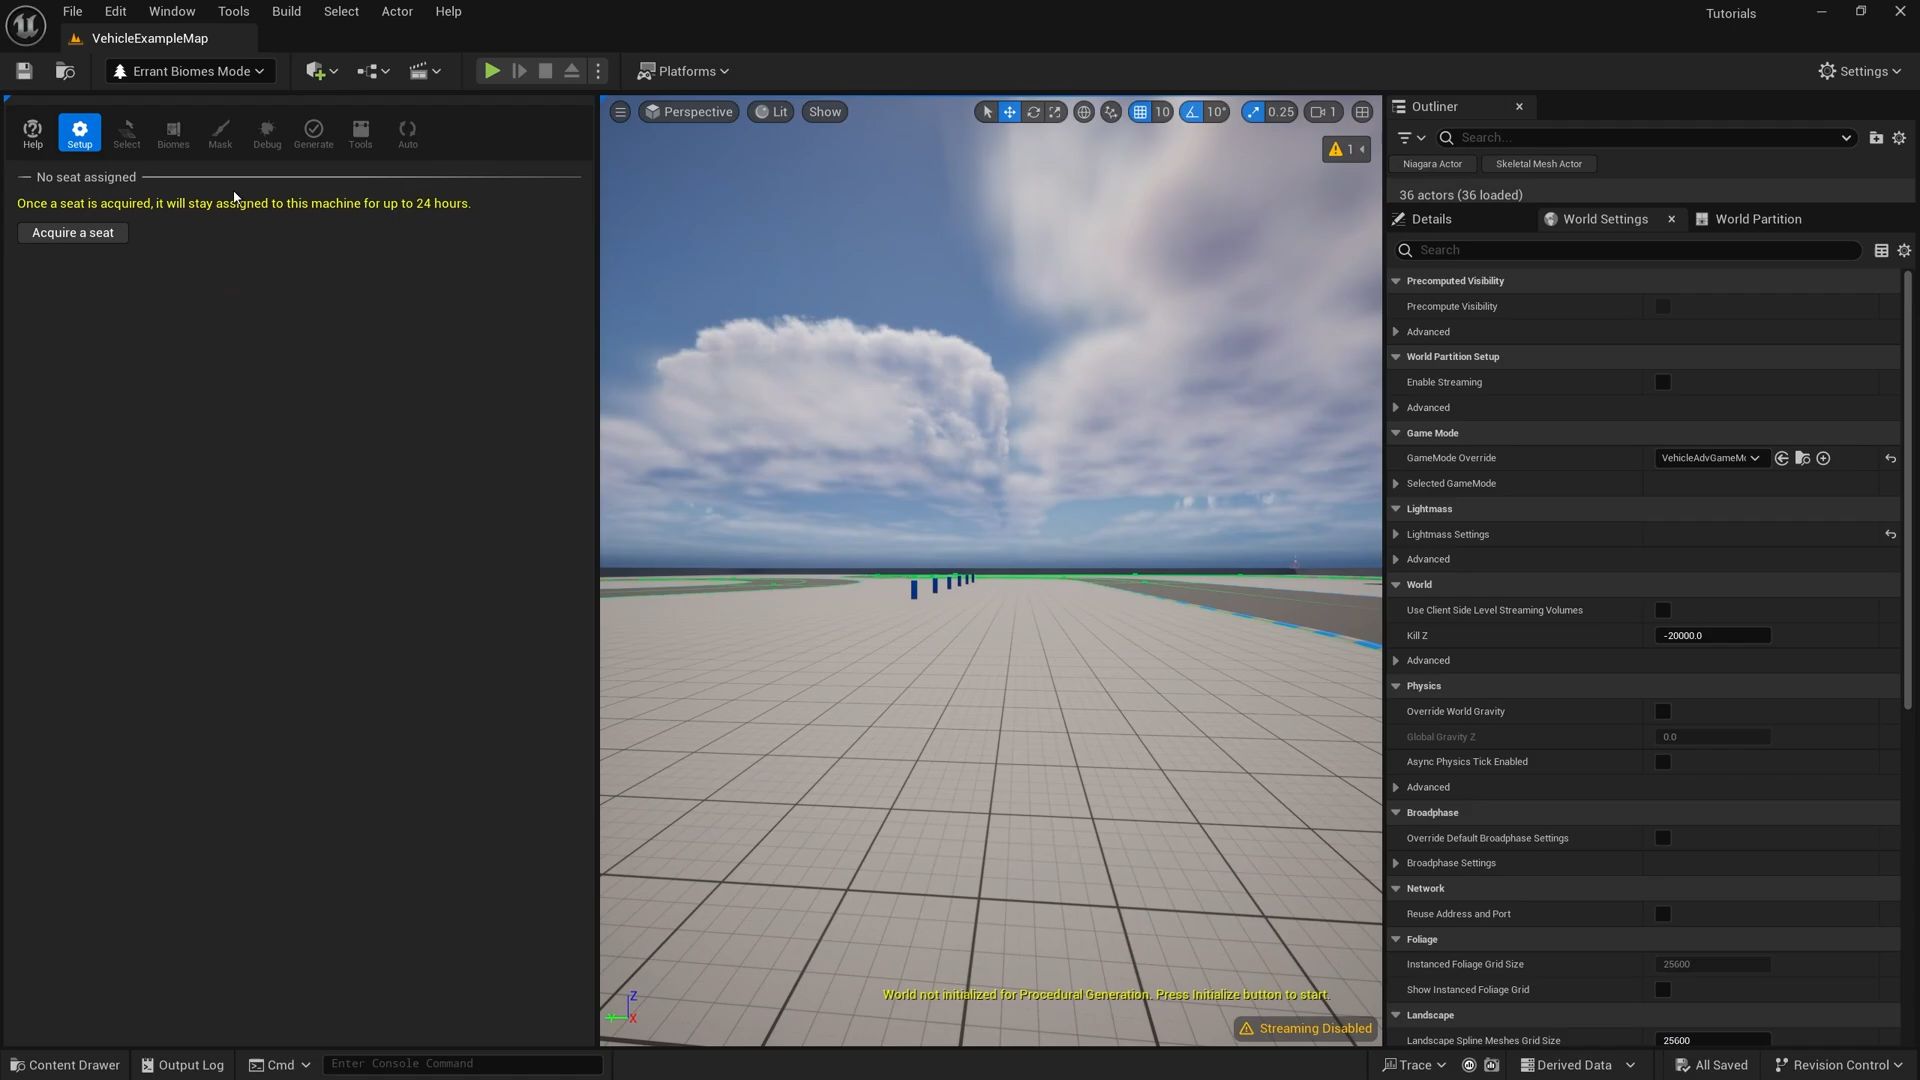 File Edit Window Tools Build Select Actor Help
Tutorials
VehicleExampleMap
Errant Biomes Mode
Platforms
Settings
Help Setup Select Biomes Mask Debug Generate Tools Auto
No seat assigned
Once a seat is acquired, it will stay assigned to this machine for up to 24 hours.
Acquire a seat
Perspective Lit Show 10 10° 0.25 1
1
World not initialized for Procedural Generation. Press Initialize button to start.
Streaming Disabled
Z
Y X
Outliner
Search...
Niagara Actor Skeletal Mesh Actor
36 actors (36 loaded)
Details World Settings World Partition
Search
Precomputed Visibility
Precompute Visibility
Advanced
World Partition Setup
Enable Streaming
Advanced
Game Mode
GameMode Override VehicleAdvGameMo
Selected GameMode
Lightmass
Lightmass Settings
Advanced
World
Use Client Side Level Streaming Volumes
Kill Z -20000.0
Advanced
Physics
Override World Gravity
Global Gravity Z 0.0
Async Physics Tick Enabled
Advanced
Broadphase
Override Default Broadphase Settings
Broadphase Settings
Network
Reuse Address and Port
Foliage
Instanced Foliage Grid Size 25600
Show Instanced Foliage Grid
Landscape
Landscape Spline Meshes Grid Size 25600
Content Drawer Output Log Cmd Enter Console Command Trace Derived Data All Saved Revision Control